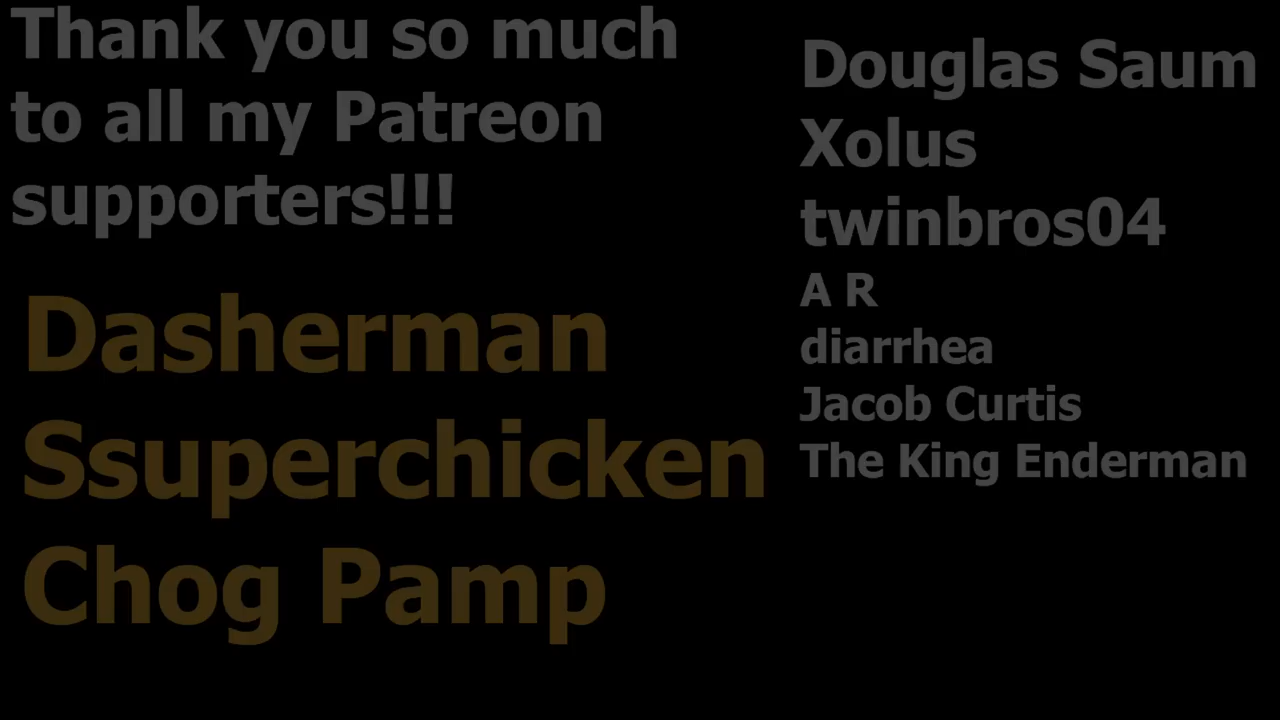 Thank you so much
to all my Patreon
supporters!!!
Dasherman
Ssuperchicken
Chog Pamp
Douglas Saum
Xolus
twinbros04
A R
diarrhea
Jacob Curtis
The King Enderman